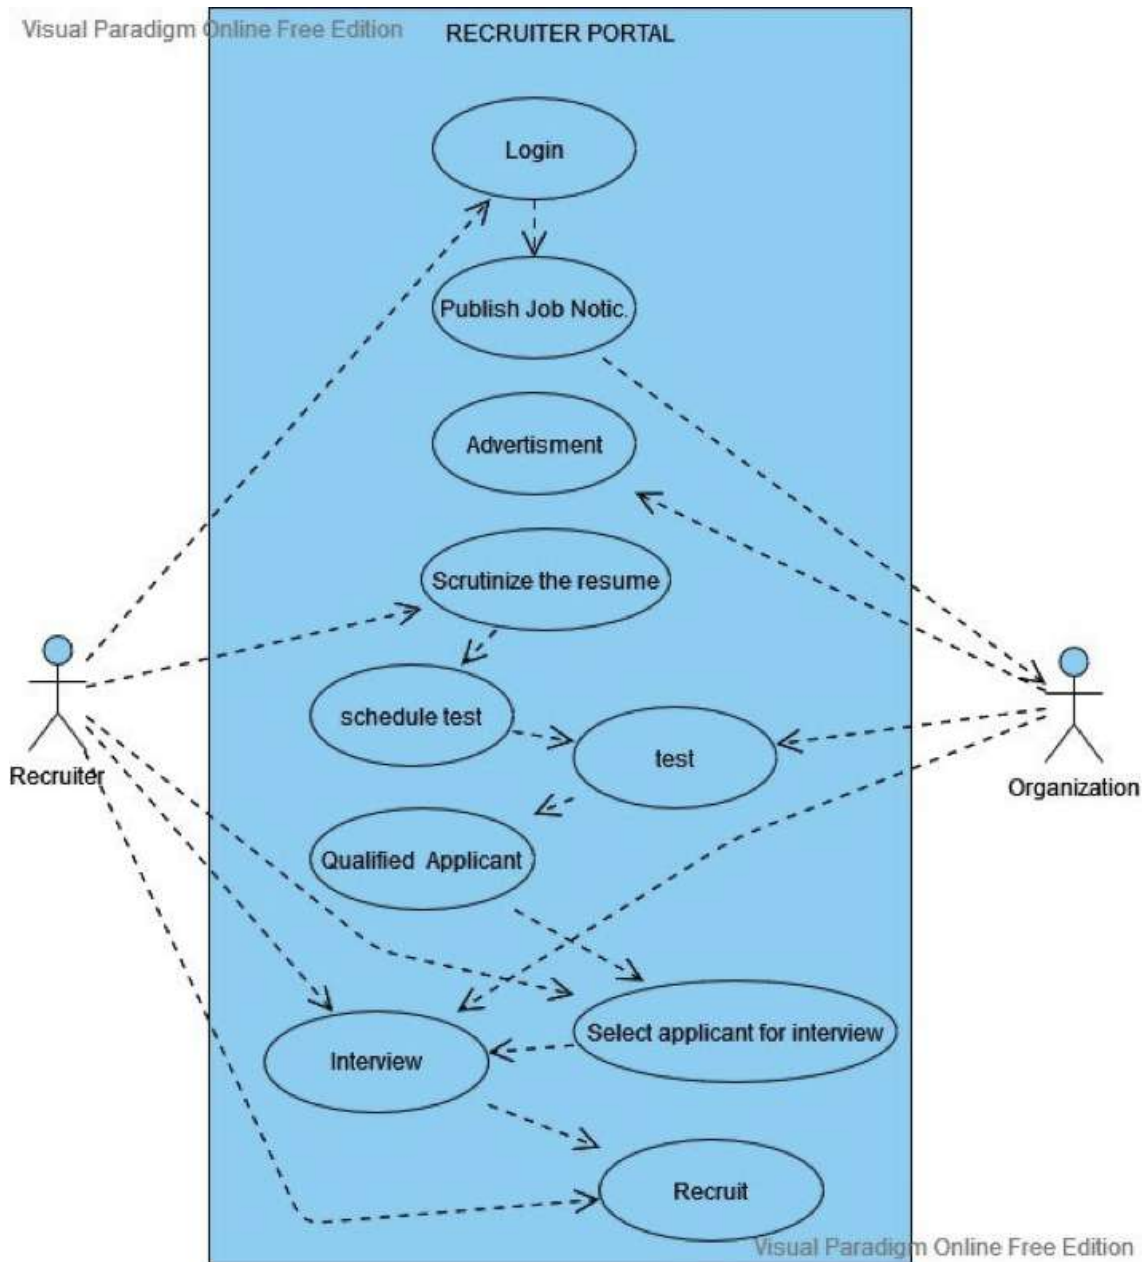 Visual Paradigm Online Free Edition
RECRUITER PORTAL
Login
Publish Job Notic.
Advertisment
Scrutinize the resume
schedule test
test
Recruiter
Organization
Qualified Applicant
Select applicant for interview
Interview
Recruit
Visual Paradigm Online Free Edition